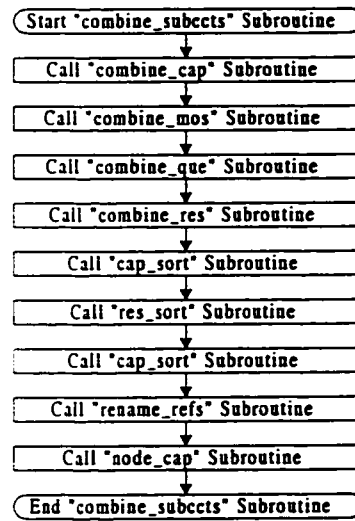 Start "combine_subccts" Subroutine
Call "combine_cap" Subroutine
Call "combine_mos" Subroutine
Call "combine_que" Subroutine
Call "combine_res" Subroutine
Call "cap_sort" Subroutine
Call "res_sort" Subroutine
Call "cap_sort" Subroutine
Call "rename_refs" Subroutine
Call "node_cap" Subroutine
End "combine_subccts" Subroutine